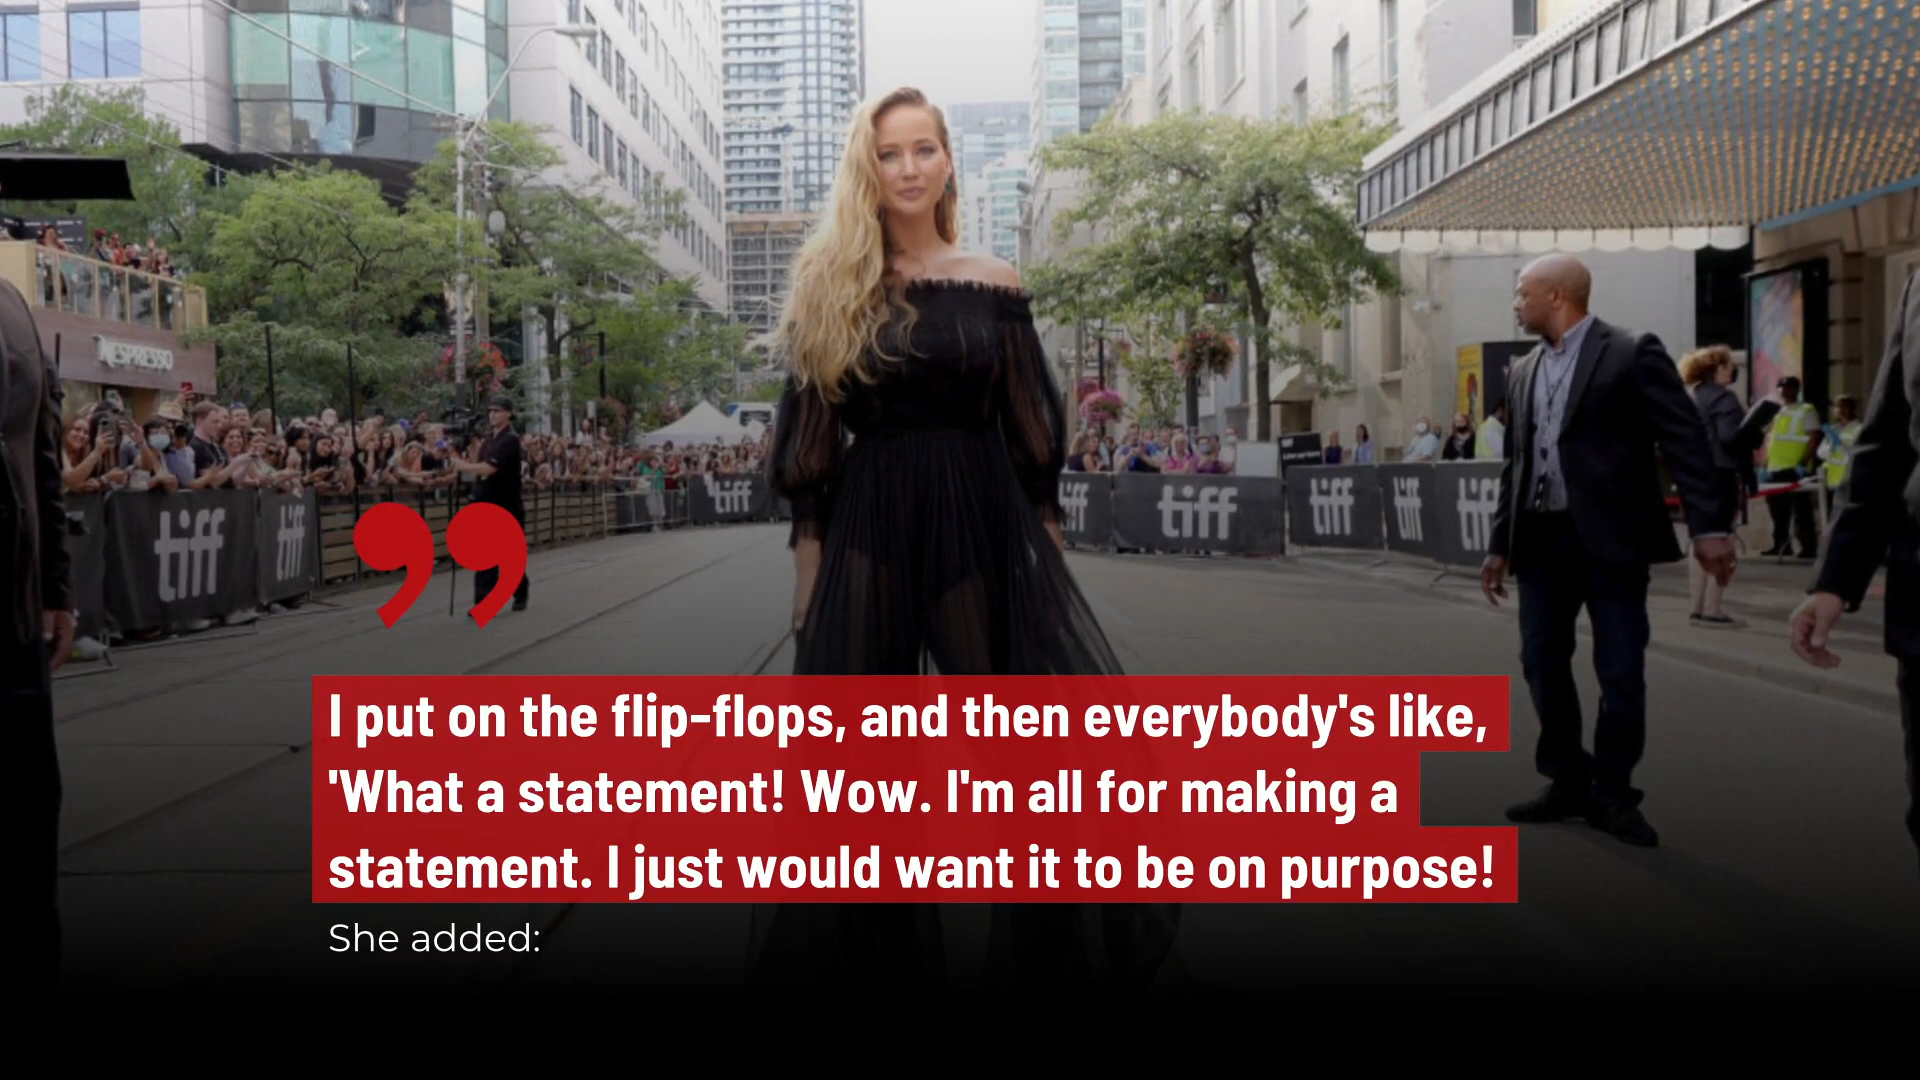 NESPRESSO
tiff
tiff
tiff
tiff
tiff
tiff
tiff
tiff
I put on the flip-flops, and then everybody's like,
'What a statement! Wow. I'm all for making a
statement. I just would want it to be on purpose!
She added: